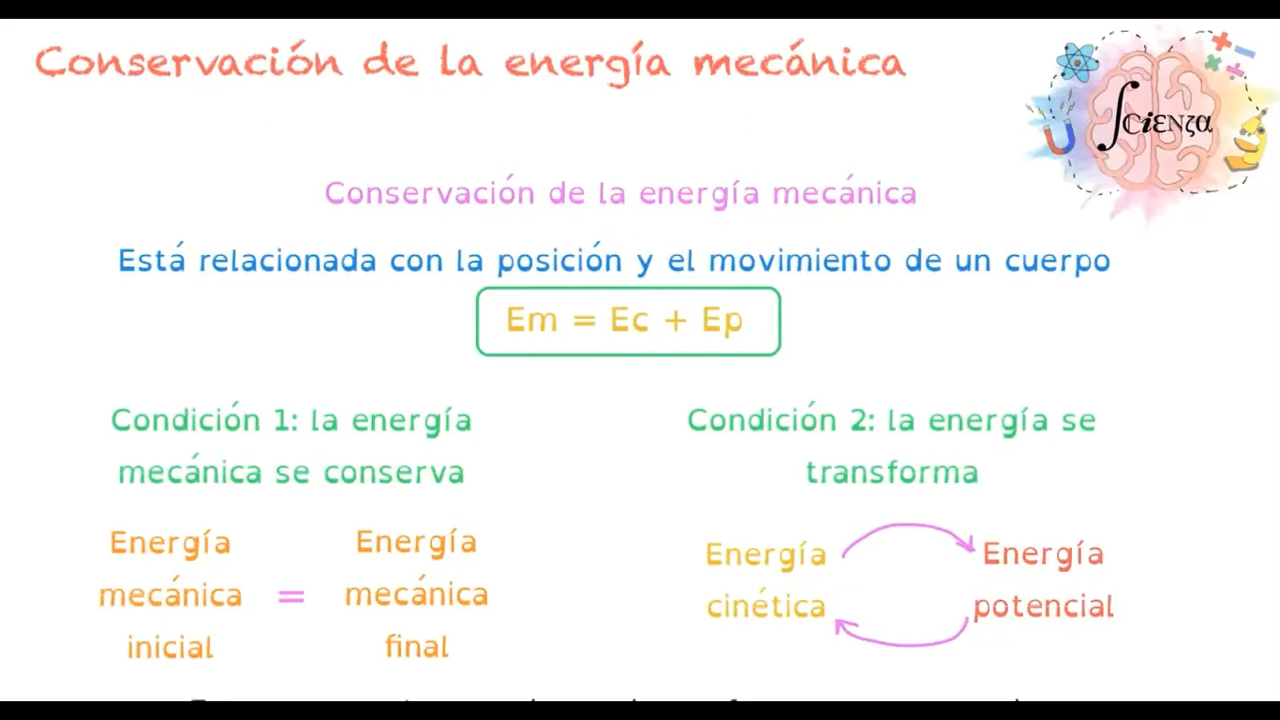 Conservación de la energía mecánica
∫CiENζα
Conservación de la energía mecánica
Está relacionada con la posición y el movimiento de un cuerpo
Em = Ec + Ep
Condición 1: la energía
mecánica se conserva
Energía
mecánica
inicial
=
Energía
mecánica
final
Condición 2: la energía se
transforma
Energía
cinética
Energía
potencial